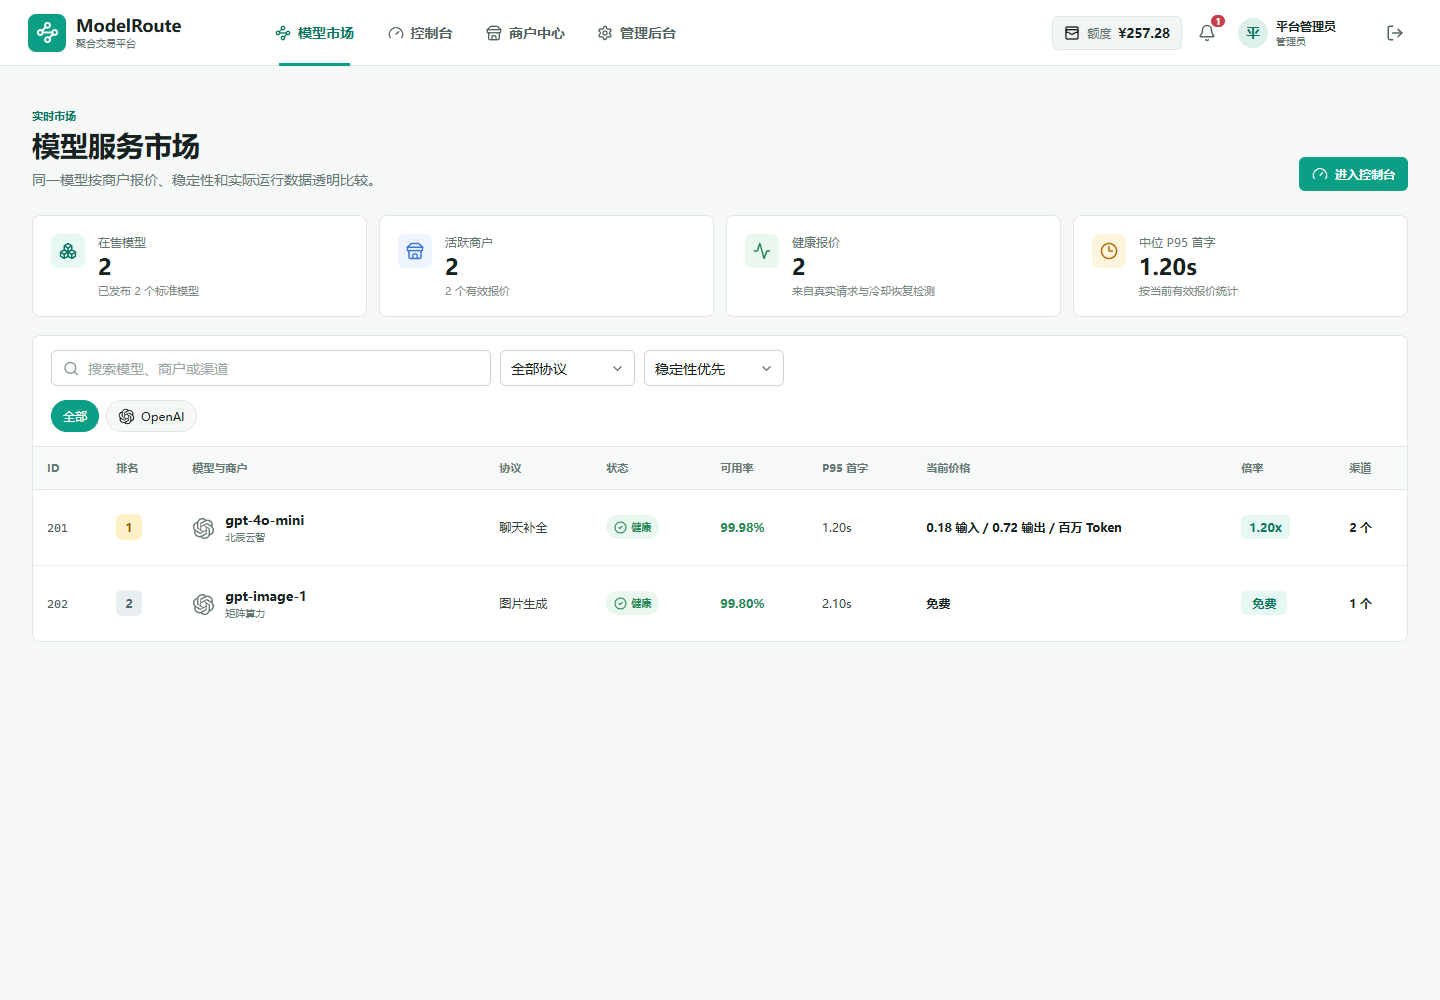 ModelRoute
聚合交易平台
模型市场
控制台
商户中心
管理后台
额度 ¥257.28
1
平
平台管理员
管理员
实时市场
模型服务市场
同一模型按商户报价、稳定性和实际运行数据透明比较。
进入控制台
在售模型
2
已发布 2 个标准模型
活跃商户
2
2 个有效报价
健康报价
2
来自真实请求与冷却恢复检测
中位 P95 首字
1.20s
按当前有效报价统计
搜索模型、商户或渠道
全部协议
稳定性优先
全部
OpenAI
ID 排名 模型与商户 协议 状态 可用率 P95 首字 当前价格 倍率 渠道
201 1 gpt-4o-mini 聊天补全 健康 99.98% 1.20s 0.18 输入 / 0.72 输出 / 百万 Token 1.20x 2 个
北辰云智
202 2 gpt-image-1 图片生成 健康 99.80% 2.10s 免费 免费 1 个
矩阵算力